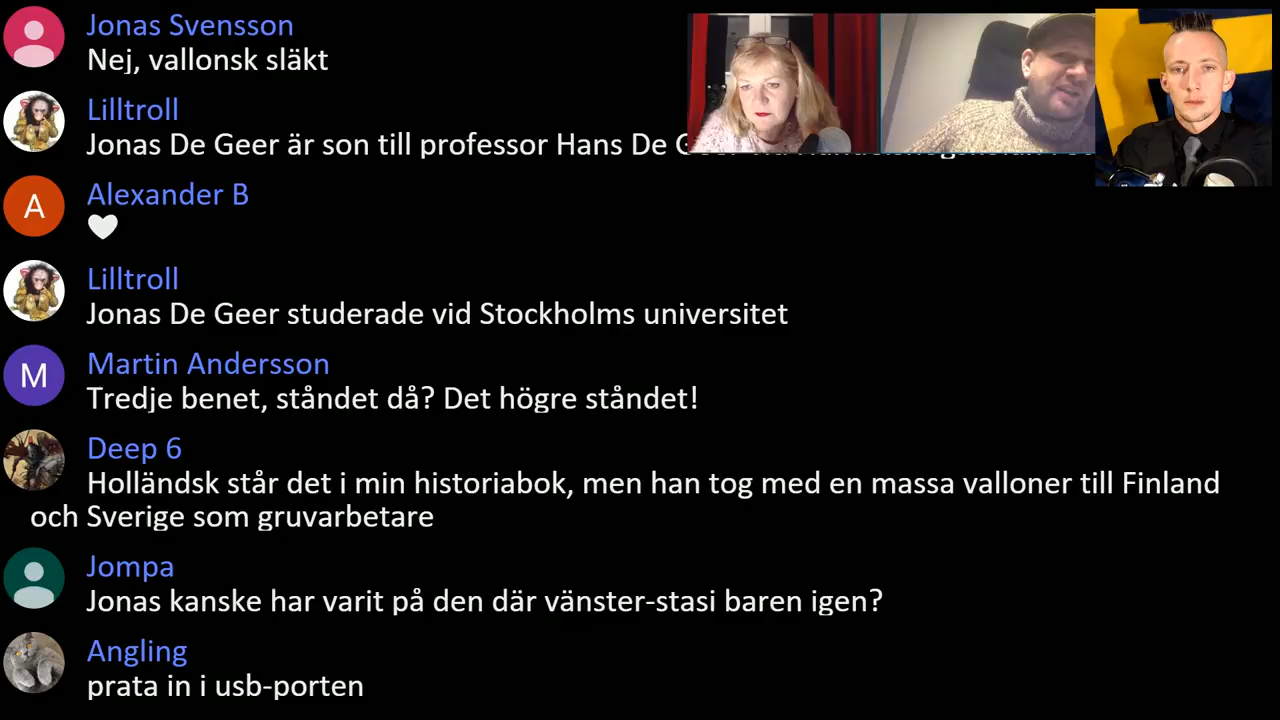 Jonas Svensson
Nej, vallonsk släkt
Lilltroll
Jonas De Geer är son till professor Hans De
A
Alexander B
Lilltroll
Jonas De Geer studerade vid Stockholms universitet
M
Martin Andersson
Tredje benet, ståndet då? Det högre ståndet!
Deep 6
Holländsk står det i min historiabok, men han tog med en massa valloner till Finland
och Sverige som gruvarbetare
Jompa
Jonas kanske har varit på den där vänster-stasi baren igen?
Angling
prata in i usb-porten